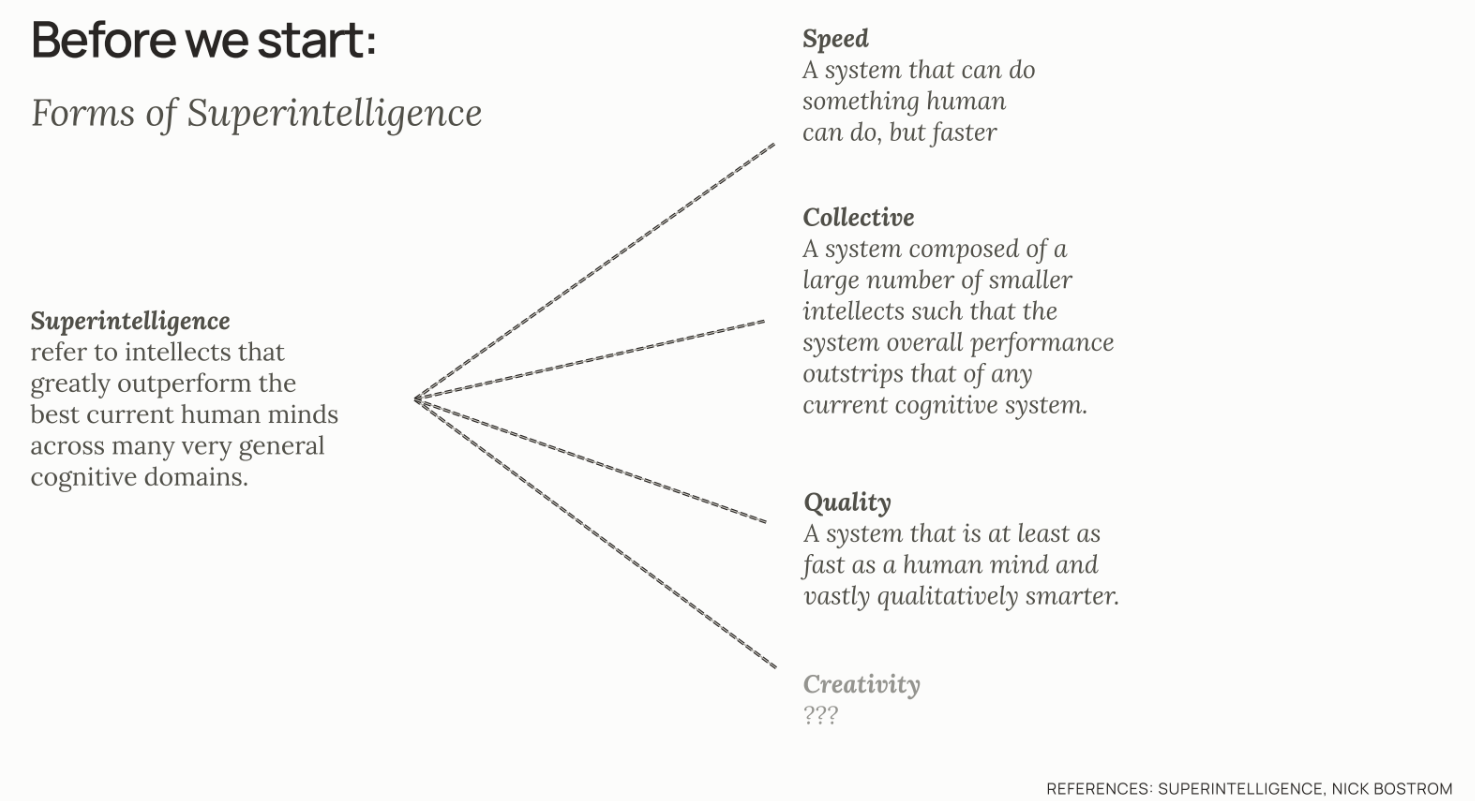 Before we start:
Forms of Superintelligence
Superintelligence
refer to intellects that
greatly outperform the
best current human minds
across many very general
cognitive domains.
Speed
A system that can do
something human
can do, but faster
Collective
A system composed of a
large number of smaller
intellects such that the
system overall performance
outstrips that of any
current cognitive system.
Quality
A system that is at least as
fast as a human mind and
vastly qualitatively smarter.
Creativity
???
REFERENCES: SUPERINTELLIGENCE, NICK BOSTROM